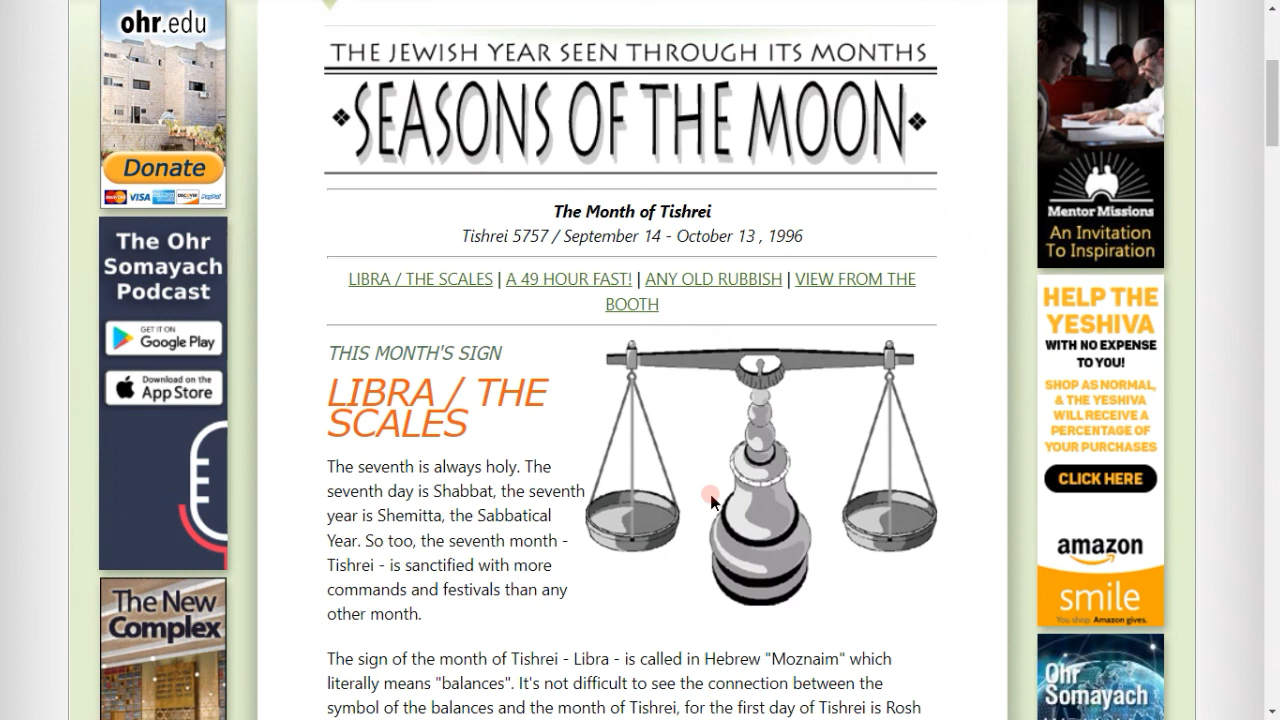 ohr.edu
Donate
VISA
DISCOVER
PayPal
The Ohr
Somayach
Podcast
GET IT ON
Google Play
Download on the
App Store
The New
Complex
THE JEWISH YEAR SEEN THROUGH ITS MONTHS
SEASONS OF THE MOON
The Month of Tishrei
Tishrei 5757 / September 14 - October 13 , 1996
LIBRA / THE SCALES | A 49 HOUR FAST! | ANY OLD RUBBISH | VIEW FROM THE
BOOTH
THIS MONTH'S SIGN
LIBRA / THE
SCALES
The seventh is always holy. The
seventh day is Shabbat, the seventh
year is Shemitta, the Sabbatical
Year. So too, the seventh month -
Tishrei - is sanctified with more
commands and festivals than any
other month.
The sign of the month of Tishrei - Libra - is called in Hebrew "Moznaim" which
literally means "balances". It's not difficult to see the connection between the
symbol of the balances and the month of Tishrei, for the first day of Tishrei is Rosh
Mentor Missions
An Invitation
To Inspiration
HELP THE
YESHIVA
WITH NO EXPENSE
TO YOU!
SHOP AS NORMAL,
& THE YESHIVA
WILL RECEIVE A
PERCENTAGE OF
YOUR PURCHASES
CLICK HERE
amazon
smile
You shop. Amazon gives.
Ohr
Somayach